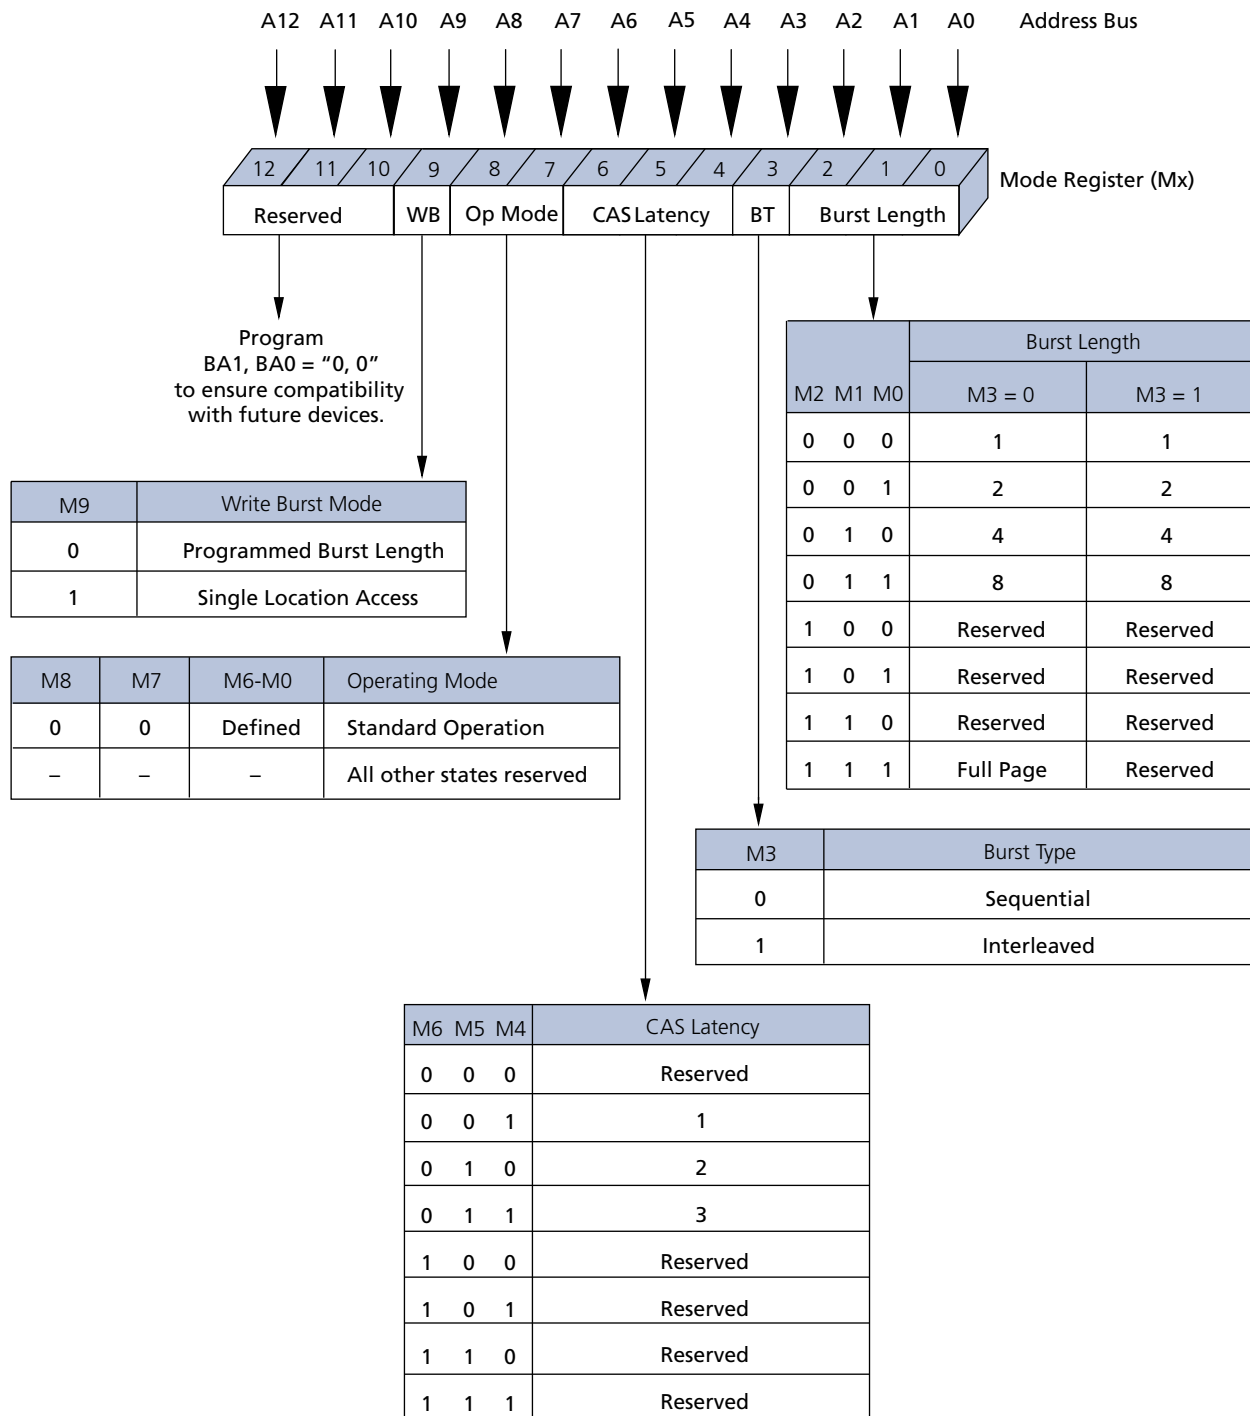 A12 A11 A10 A9 A8 A7 A6 A5 A4 A3 A2 A1 A0 Address Bus
12 11 10 9 8 7 6 5 4 3 2 1 0
Mode Register (Mx)
Reserved WB Op Mode CAS Latency BT Burst Length
Program
BA1, BA0 = “0, 0”
to ensure compatibility
with future devices.
Burst Length
M2 M1 M0 M3 = 0 M3 = 1
0 0 0 1 1
0 0 1 2 2
0 1 0 4 4
0 1 1 8 8
1 0 0 Reserved Reserved
1 0 1 Reserved Reserved
1 1 0 Reserved Reserved
1 1 1 Full Page Reserved
M9 Write Burst Mode
0 Programmed Burst Length
1 Single Location Access
M8 M7 M6-M0 Operating Mode
0 0 Defined Standard Operation
– – – All other states reserved
M3 Burst Type
0 Sequential
1 Interleaved
M6 M5 M4 CAS Latency
0 0 0 Reserved
0 0 1 1
0 1 0 2
0 1 1 3
1 0 0 Reserved
1 0 1 Reserved
1 1 0 Reserved
1 1 1 Reserved